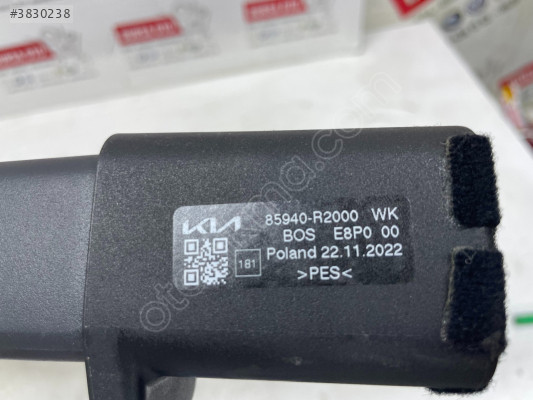 #3830238
KIA 85940-R2000 WK
BOS E8P0 00
181 Poland 22.11.2022
>PES<